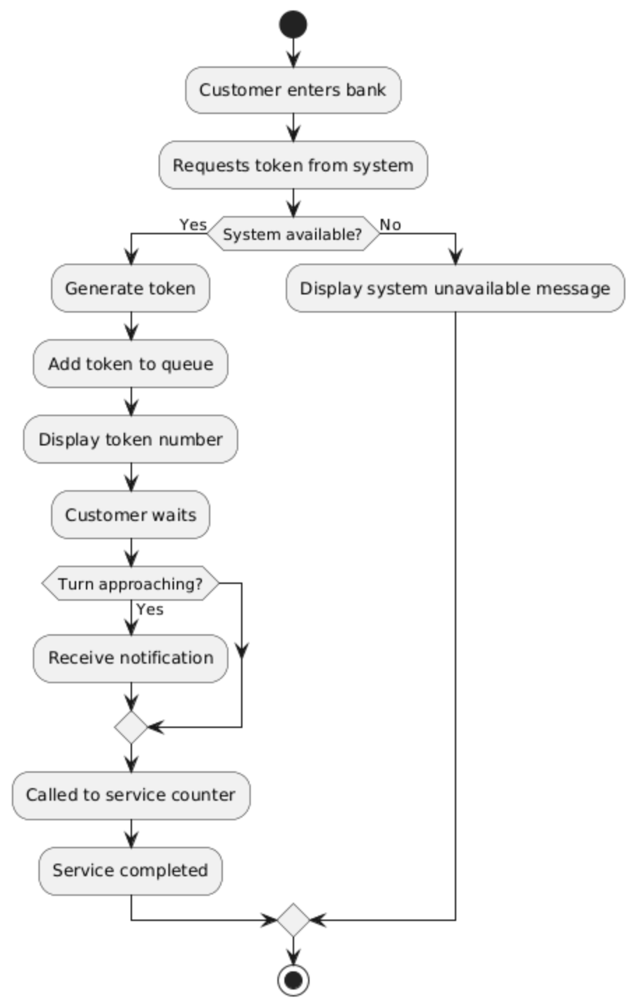 Customer enters bank
Requests token from system
Yes
System available?
No
Generate token
Display system unavailable message
Add token to queue
Display token number
Customer waits
Turn approaching?
Yes
Receive notification
Called to service counter
Service completed